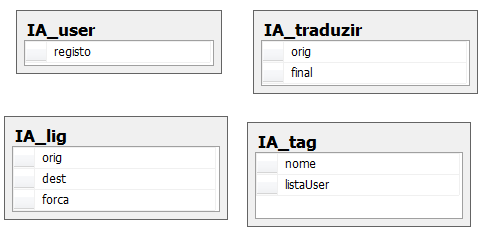 IA_user
registo
IA_traduzir
orig
final
IA_lig
orig
dest
forca
IA_tag
nome
listaUser